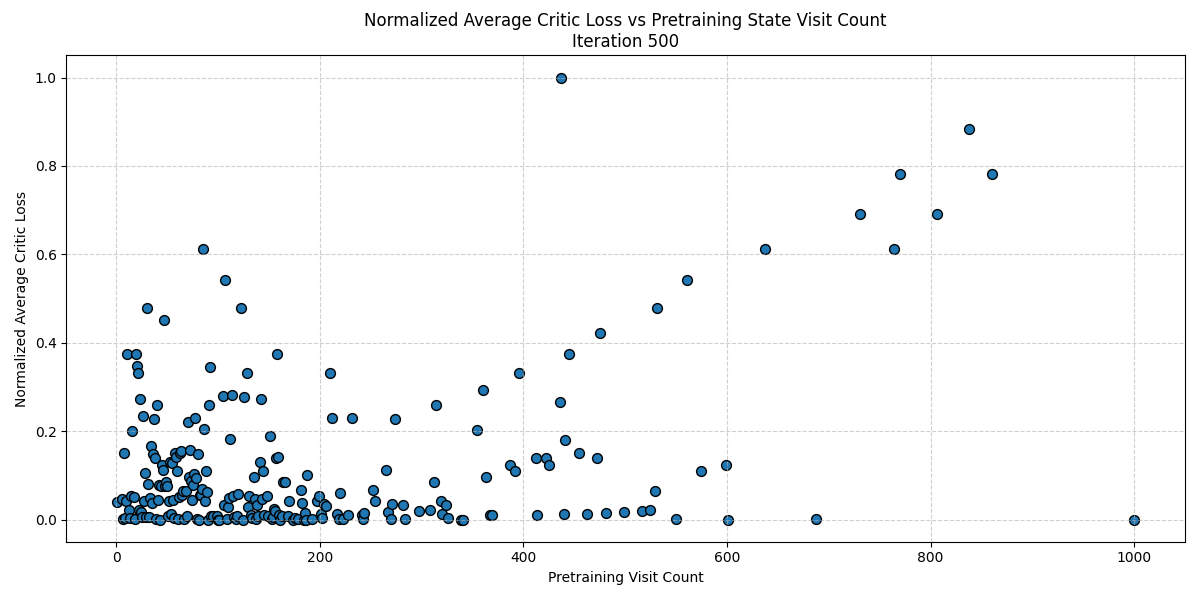 Normalized Average Critic Loss vs Pretraining State Visit Count
Iteration 500
Normalized Average Critic Loss
1.0
0.8
0.6
0.4
0.2
0.0
0 200 400 600 800 1000
Pretraining Visit Count